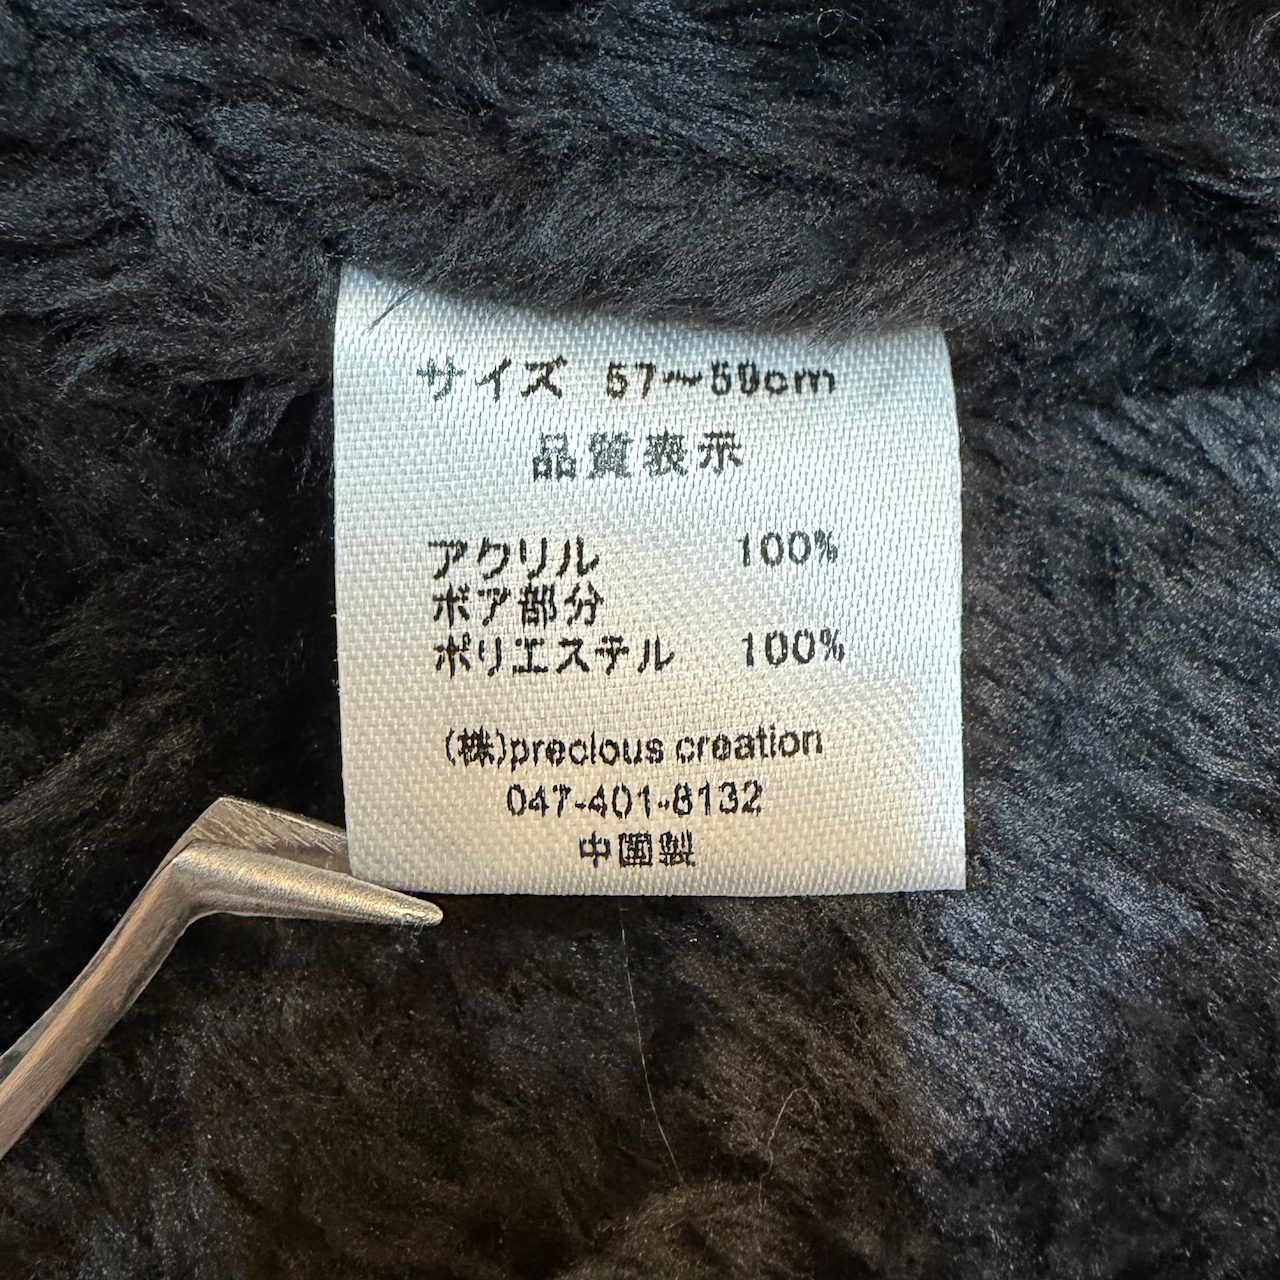 サイズ 57～59cm
品質表示
アクリル 100%
ボア部分
ポリエステル 100%
(株)precious creation
047-401-8132
中国製